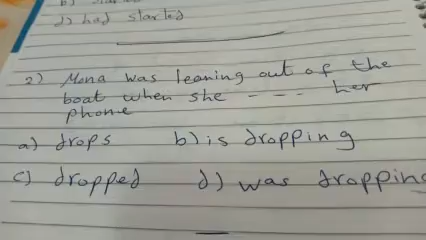 d) had started
2) Mona was leaning out of the
boat when she - - - her
phone
a) drops b) is dropping
c) dropped d) was dropping